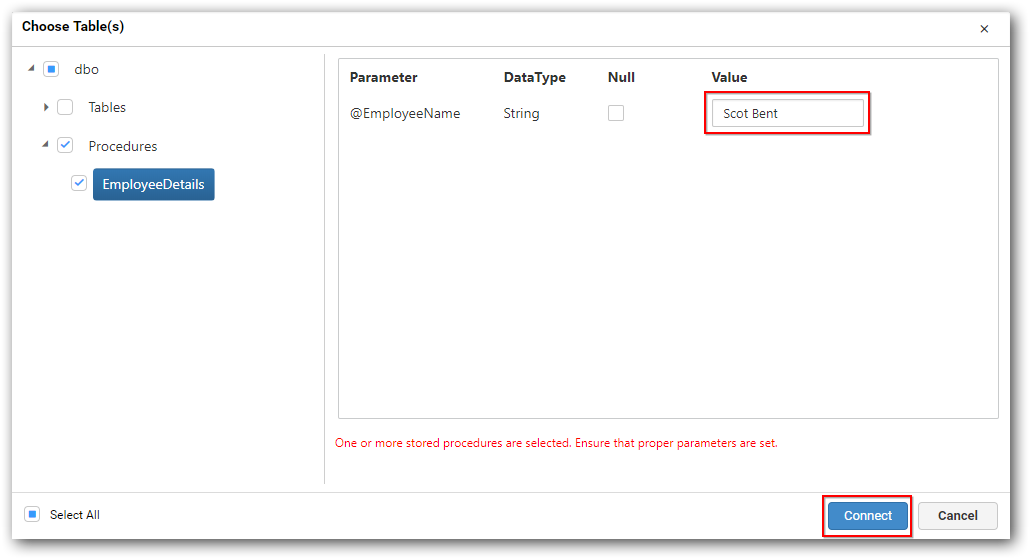 Choose Table(s)
dbo
Tables
Procedures
EmployeeDetails
Parameter DataType Null Value
@EmployeeName String Scot Bent
One or more stored procedures are selected. Ensure that proper parameters are set.
Select All
Connect Cancel